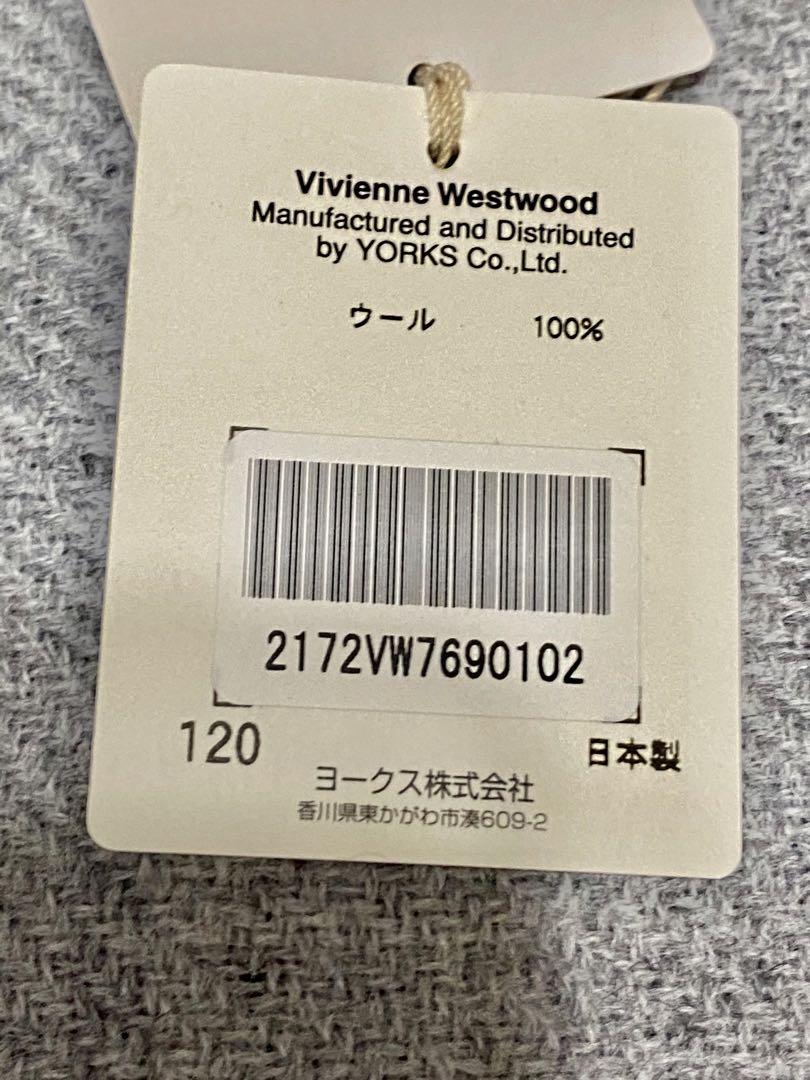 Vivienne Westwood
Manufactured and Distributed
by YORKS Co.,Ltd.
ウール 100%
2172VW7690102
120 日本製
ヨークス株式会社
香川県東かがわ市湊609-2